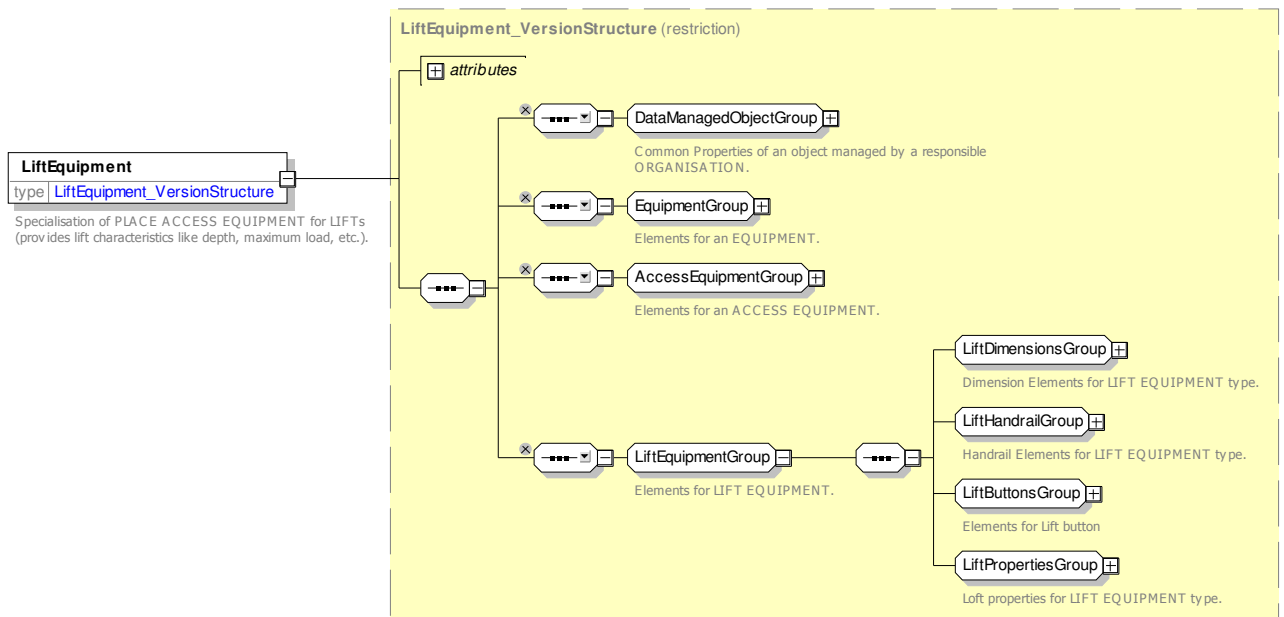 LiftEquipment_VersionStructure (restriction)
attributes
DataManagedObjectGroup
Common Properties of an object managed by a responsible
ORGANISATION.
LiftEquipment
type LiftEquipment_VersionStructure
Specialisation of PLACE ACCESS EQUIPMENT for LIFTs
(provides lift characteristics like depth, maximum load, etc.).
EquipmentGroup
Elements for an EQUIPMENT.
AccessEquipmentGroup
Elements for an ACCESS EQUIPMENT.
LiftEquipmentGroup
Elements for LIFT EQUIPMENT.
LiftDimensionsGroup
Dimension Elements for LIFT EQUIPMENT type.
LiftHandrailGroup
Handrail Elements for LIFT EQUIPMENT type.
LiftButtonsGroup
Elements for Lift button
LiftPropertiesGroup
Loft properties for LIFT EQUIPMENT type.